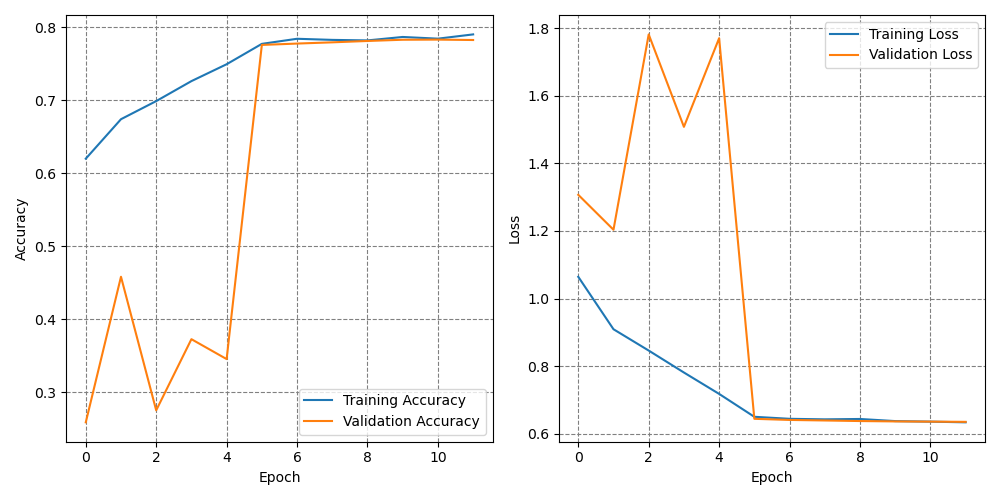 0.8
0.7
0.6
0.5
0.4
0.3
Accuracy
0 2 4 6 8 10
Epoch
Training Accuracy
Validation Accuracy
1.8
1.6
1.4
1.2
1.0
0.8
0.6
Loss
0 2 4 6 8 10
Epoch
Training Loss
Validation Loss